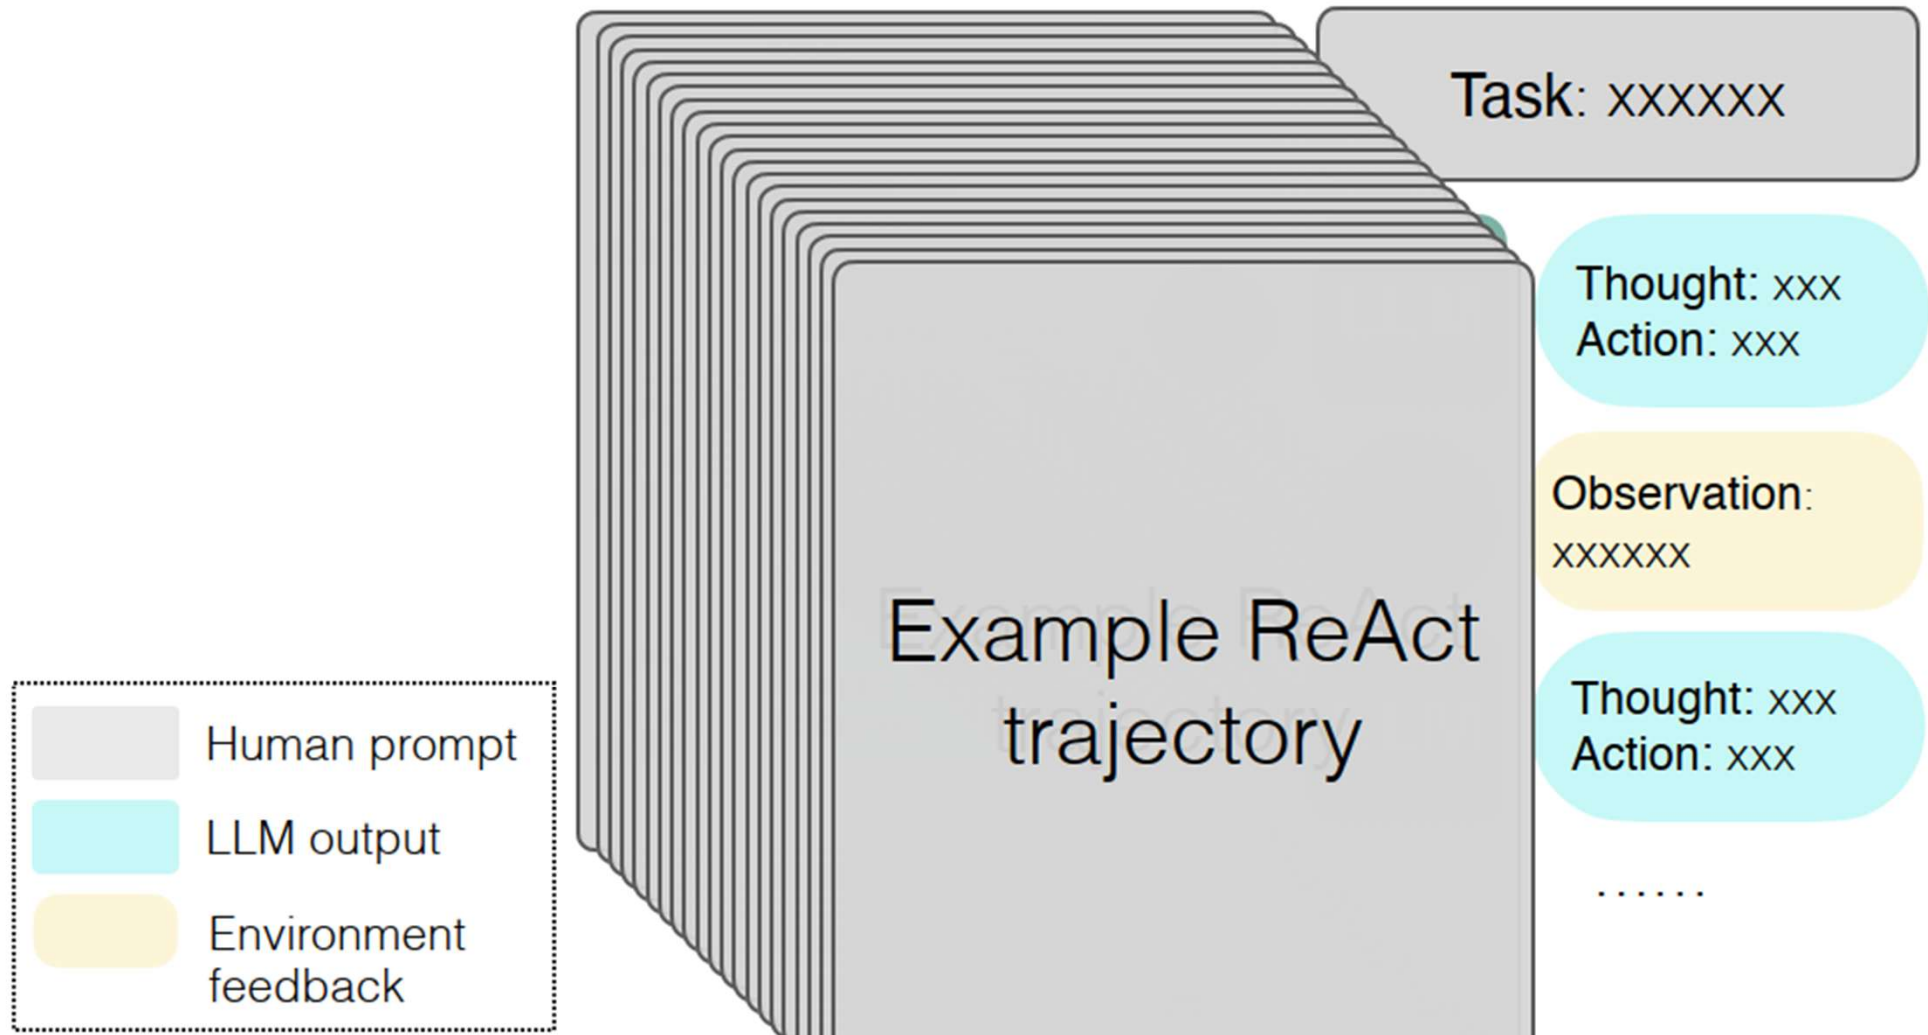 Task: xxxxxx
Thought: xxx
Action: xxx
Observation:
xxxxxx
Thought: xxx
Action: xxx
......
Example ReAct
trajectory
Human prompt
LLM output
Environment
feedback